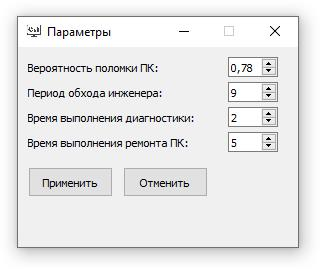 Параметры
Вероятность поломки ПК: 0,78
Период обхода инженера: 9
Время выполнения диагностики: 2
Время выполнения ремонта ПК: 5
Применить Отменить